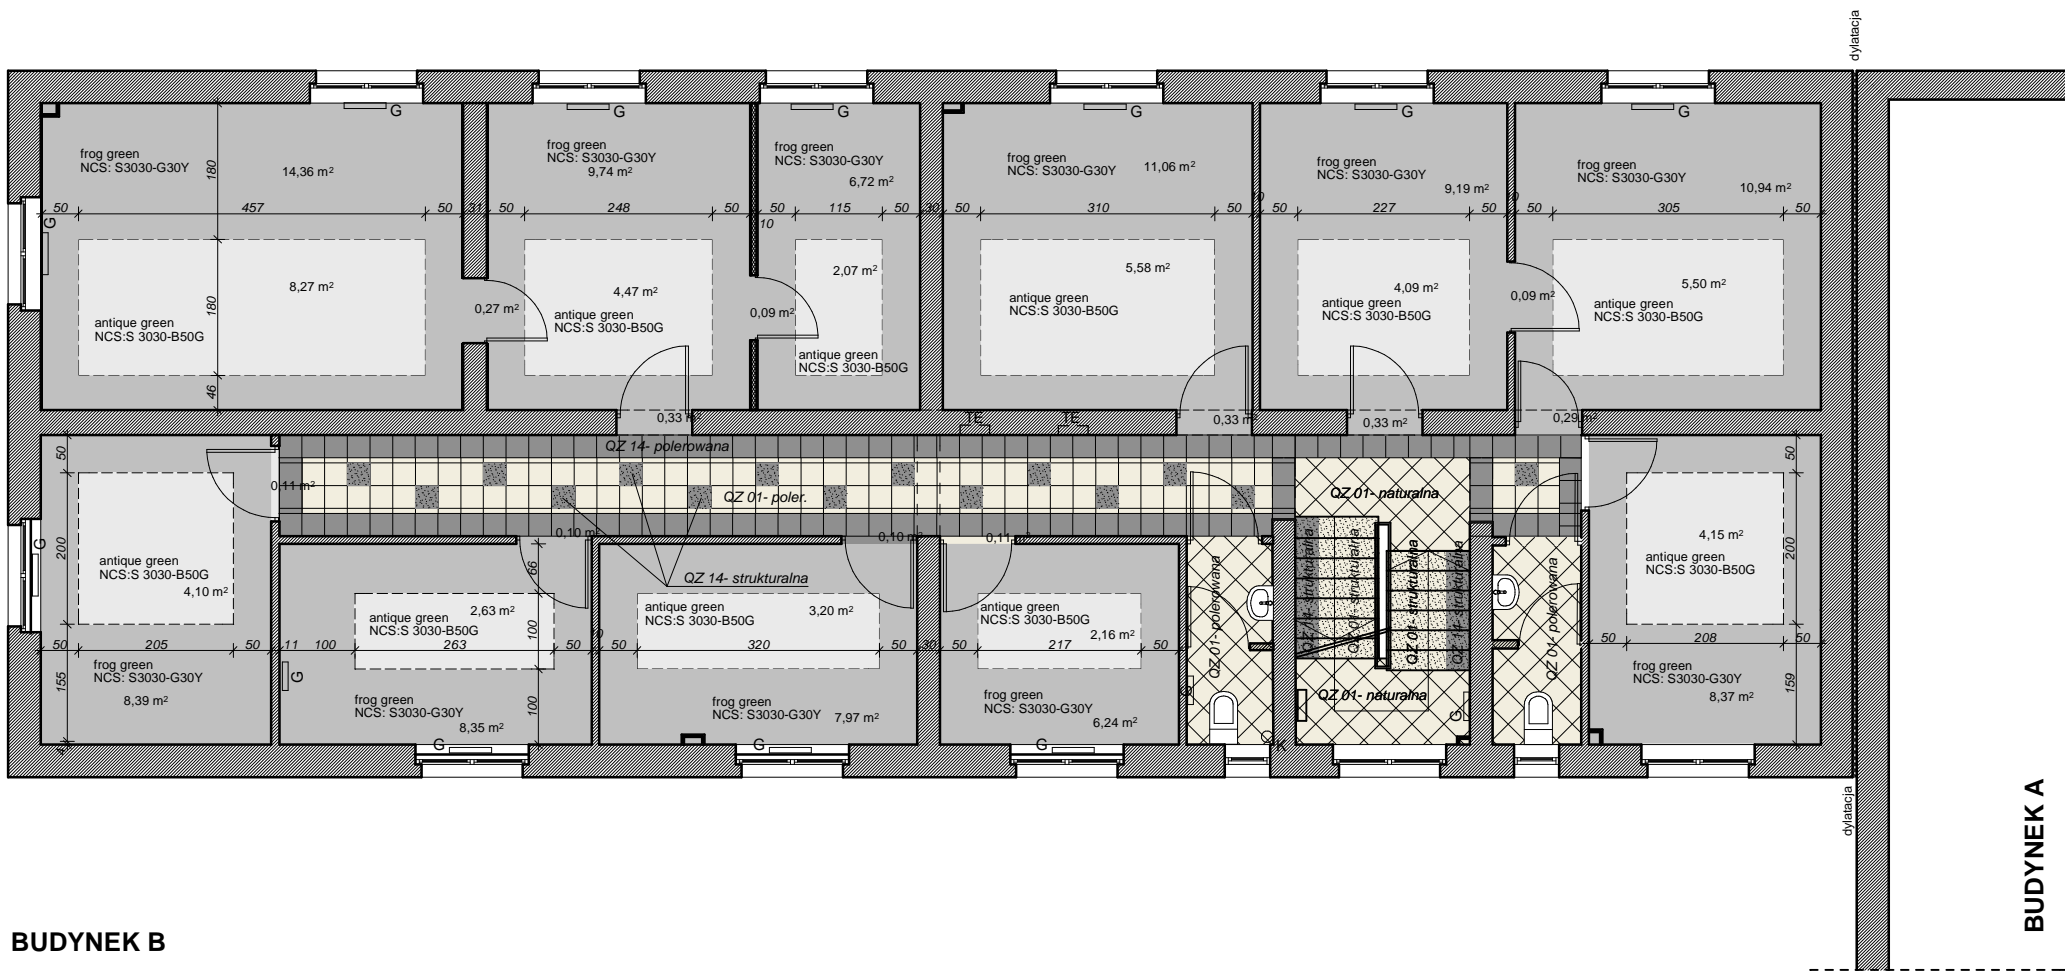 dylatacja
G
G
G
G
G
G
frog green
NCS: S3030-G30Y
14,36 m²
180
frog green
NCS: S3030-G30Y
9,74 m²
frog green
NCS: S3030-G30Y
6,72 m²
frog green
NCS: S3030-G30Y
11,06 m²
frog green
NCS: S3030-G30Y
9,19 m²
frog green
NCS: S3030-G30Y
10,94 m²
50 457 50 31 50 248 50 50 115 50 30 50 310 50 50 227 50 50 305 50
10
G
8,27 m²
180
antique green
NCS:S 3030-B50G
0,27 m²
4,47 m²
antique green
NCS:S 3030-B50G
0,09 m²
2,07 m²
antique green
NCS:S 3030-B50G
5,58 m²
antique green
NCS:S 3030-B50G
4,09 m²
antique green
NCS:S 3030-B50G
0,09 m²
5,50 m²
antique green
NCS:S 3030-B50G
46
0,33 m²
TE
TE
0,33 m²
0,33 m²
0,29 m²
QZ 14- polerowana
QZ 01- poler.
QZ 01- naturalna
0,11 m²
0,10 m²
0,10 m²
0,11 m²
QZ 14- strukturalna
50
200
G
antique green
NCS:S 3030-B50G
4,10 m²
50 205 50 11 100 263 50 50 320 50 30 50 217 50
frog green
NCS: S3030-G30Y
8,39 m²
155
66
antique green
NCS:S 3030-B50G
2,63 m²
100
G
frog green
NCS: S3030-G30Y
8,35 m²
100
G
antique green
NCS:S 3030-B50G
3,20 m²
frog green
NCS: S3030-G30Y
7,97 m²
G
antique green
NCS:S 3030-B50G
2,16 m²
frog green
NCS: S3030-G30Y
6,24 m²
G
QZ 01- polerowana
G
K
QZ 14- strukturalna
QZ 01- strukturalna
QZ 01- strukturalna
QZ 14- strukturalna
QZ 01- naturalna
G
QZ 01- polerowana
50
4,15 m²
200
antique green
NCS:S 3030-B50G
50 208 50
frog green
NCS: S3030-G30Y
8,37 m²
159
dylatacja
BUDYNEK A
BUDYNEK B